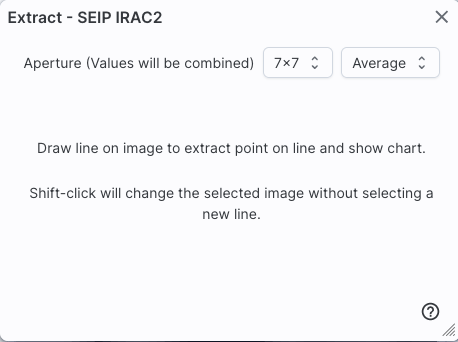 Extract - SEIP IRAC2
Aperture (Values will be combined) 7×7 Average
Draw line on image to extract point on line and show chart.
Shift-click will change the selected image without selecting a
new line.